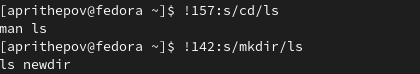 [aprithepov@fedora ~]$ !157:s/cd/ls
man ls
[aprithepov@fedora ~]$ !142:s/mkdir/ls
ls newdir